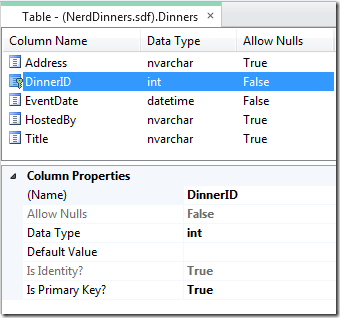 Table - (NerdDinners.sdf).Dinners ×
Column Name Data Type Allow Nulls
Address nvarchar True
DinnerID int False
EventDate datetime False
HostedBy nvarchar True
Title nvarchar True
Column Properties
(Name) DinnerID
Allow Nulls False
Data Type int
Default Value
Is Identity? True
Is Primary Key? True